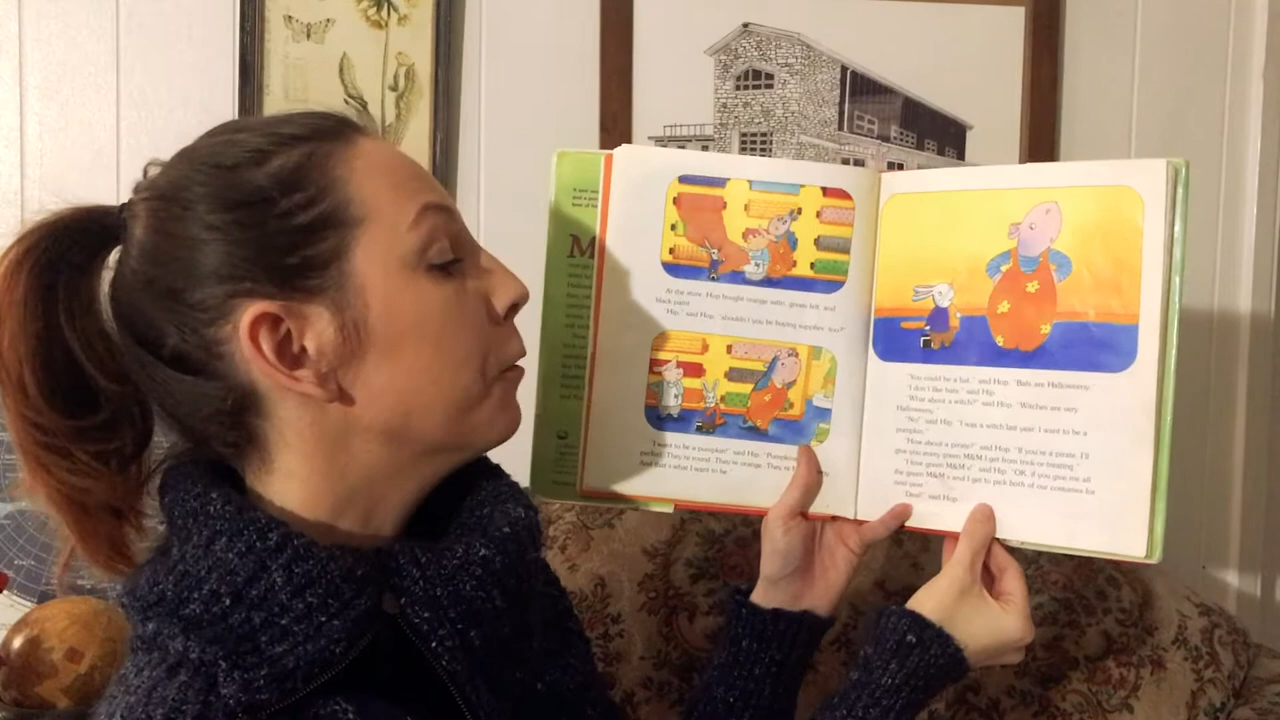 M
At the store, Hop bought orange satin, green felt, and
black paint.
"Hip," said Hop, "shouldn't you be buying supplies, too?"
"I want to be a pumpkin!" said Hip. "Pumpkins
perfect. They're round. They're orange. They're
And that's what I want to be."
"You could be a bat," said Hop. "Bats are Halloweeny."
"I don't like bats," said Hip.
"What about a witch?" said Hop. "Witches are very
Halloweeny."
"No!" said Hip. "I was a witch last year. I want to be a
pumpkin."
"How about a pirate?" said Hop. "If you're a pirate, I'll
give you every green M&M I get from trick-or-treating."
"I love green M&M's!" said Hip. "OK, if you give me all
the green M&M's and I get to pick both of our costumes for
next year."
"Deal!" said Hop.